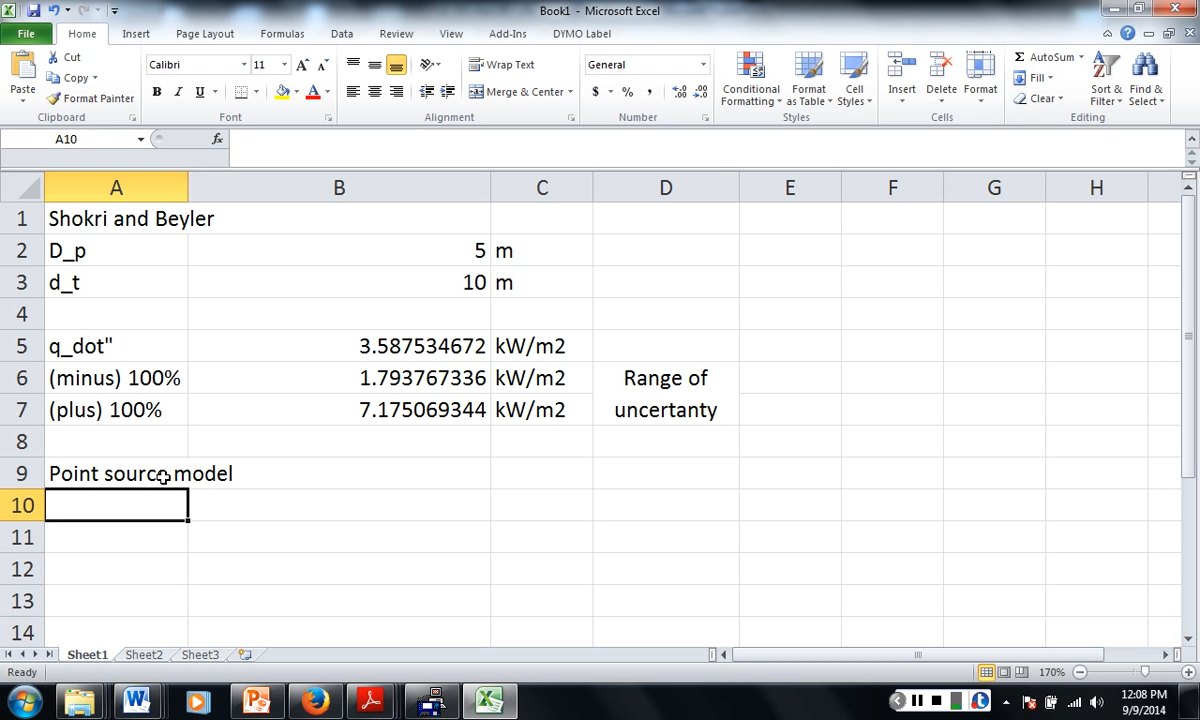 Book1 - Microsoft Excel
File Home Insert Page Layout Formulas Data Review View Add-Ins DYMO Label
Paste
Cut
Copy
Format Painter
Clipboard
Calibri 11
B I U
Font
Wrap Text
Merge & Center
Alignment
General
$ % ,
Number
Conditional Formatting
Format as Table
Cell Styles
Styles
Insert Delete Format
Cells
AutoSum
Fill
Clear
Sort & Filter
Find & Select
Editing
A10 fx
A B C D E F G H
1 Shokri and Beyler
2 D_p 5 m
3 d_t 10 m
4
5 q_dot" 3.587534672 kW/m2
6 (minus) 100% 1.793767336 kW/m2 Range of
7 (plus) 100% 7.175069344 kW/m2 uncertanty
8
9 Point source model
10
11
12
13
14
Sheet1 Sheet2 Sheet3
Ready 170%
12:08 PM
9/9/2014